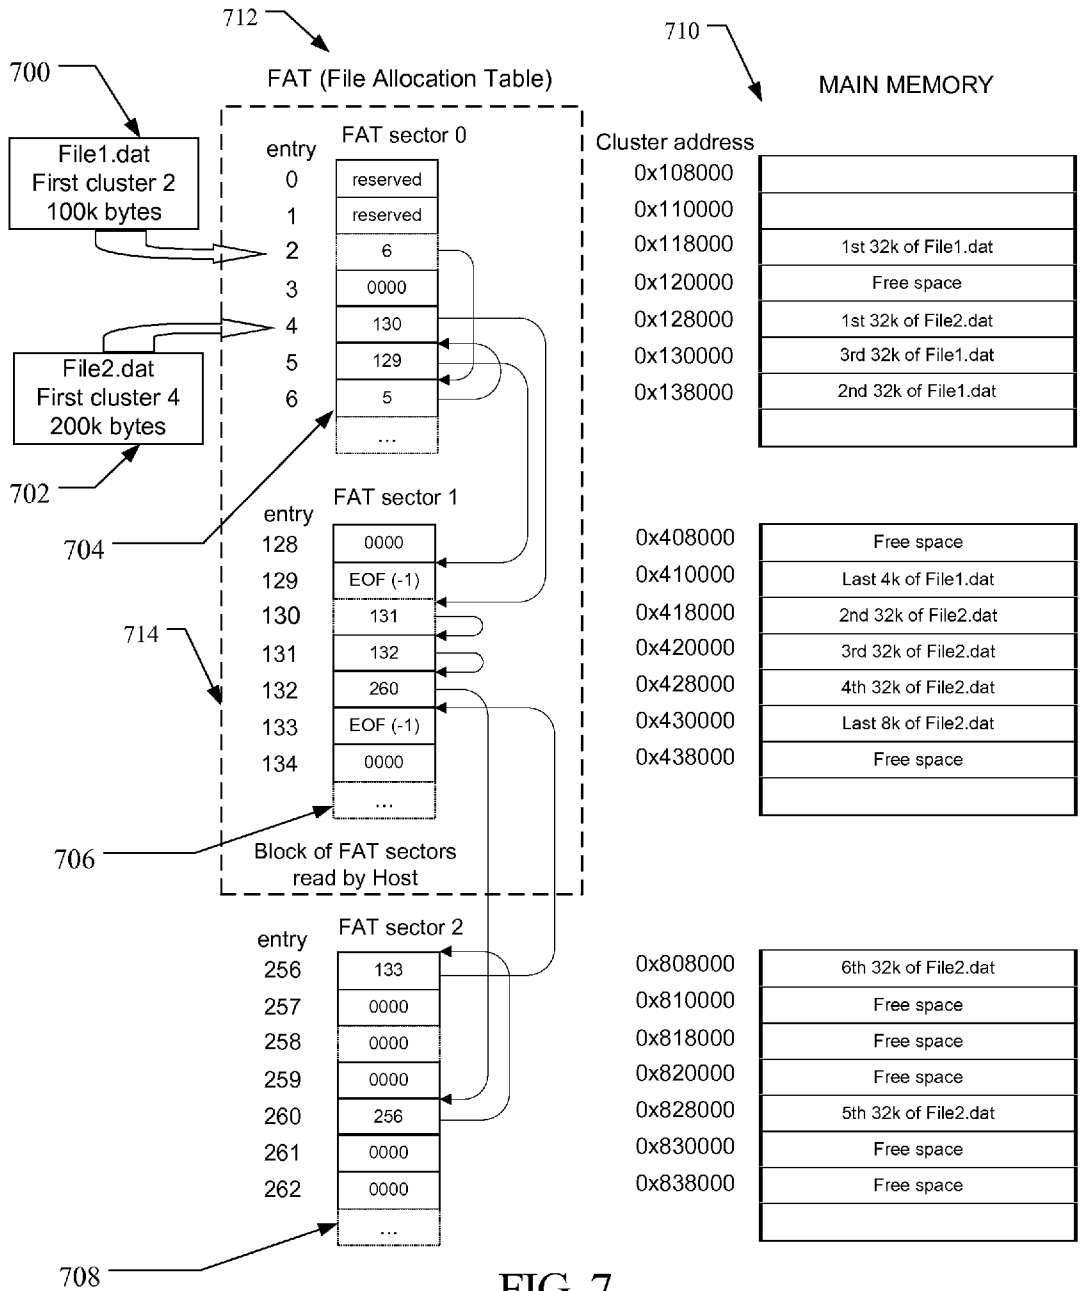 712
710
700
FAT (File Allocation Table)
MAIN MEMORY
File1.dat
First cluster 2
100k bytes
File2.dat
First cluster 4
200k bytes
702
entry
FAT sector 0
Cluster address
0 reserved 0x108000
1 reserved 0x110000
2 6 0x118000 1st 32k of File1.dat
3 0000 0x120000 Free space
4 130 0x128000 1st 32k of File2.dat
5 129 0x130000 3rd 32k of File1.dat
6 5 0x138000 2nd 32k of File1.dat
...
704
FAT sector 1
entry
128 0000 0x408000 Free space
129 EOF (-1) 0x410000 Last 4k of File1.dat
130 131 0x418000 2nd 32k of File2.dat
131 132 0x420000 3rd 32k of File2.dat
132 260 0x428000 4th 32k of File2.dat
133 EOF (-1) 0x430000 Last 8k of File2.dat
134 0000 0x438000 Free space
...
714
706
Block of FAT sectors
read by Host
FAT sector 2
entry
256 133 0x808000 6th 32k of File2.dat
257 0000 0x810000 Free space
258 0000 0x818000 Free space
259 0000 0x820000 Free space
260 256 0x828000 5th 32k of File2.dat
261 0000 0x830000 Free space
262 0000 0x838000 Free space
...
708
FIG. 7